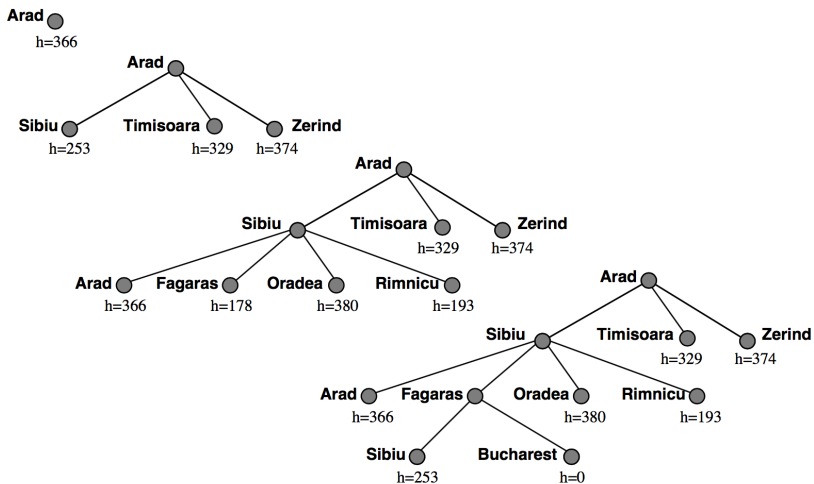 Arad
h=366
Arad
Sibiu Timisoara Zerind
h=253 h=329 h=374
Arad
Sibiu Timisoara Zerind
h=329 h=374
Arad Fagaras Oradea Rimnicu
h=366 h=178 h=380 h=193
Arad
Sibiu Timisoara Zerind
h=329 h=374
Arad Fagaras Oradea Rimnicu
h=366 h=380 h=193
Sibiu Bucharest
h=253 h=0